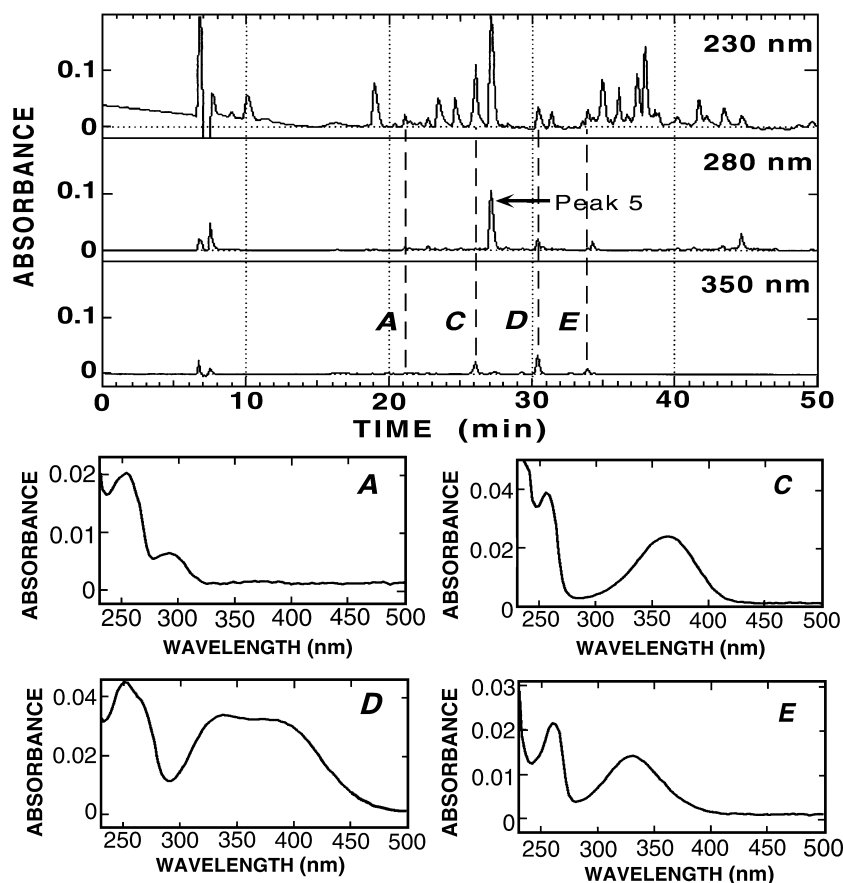 230 nm
0.1
0
280 nm
Peak 5
0.1
0
350 nm
0.1
A C D E
0
0 10 20 30 40 50
TIME (min)
ABSORBANCE
0.02
A
0.01
0
250 300 350 400 450 500
WAVELENGTH (nm)
ABSORBANCE
0.04
C
0.02
0
250 300 350 400 450 500
WAVELENGTH (nm)
ABSORBANCE
0.04
D
0.02
0
250 300 350 400 450 500
WAVELENGTH (nm)
ABSORBANCE
0.03
E
0.02
0.01
0
250 300 350 400 450 500
WAVELENGTH (nm)
ABSORBANCE